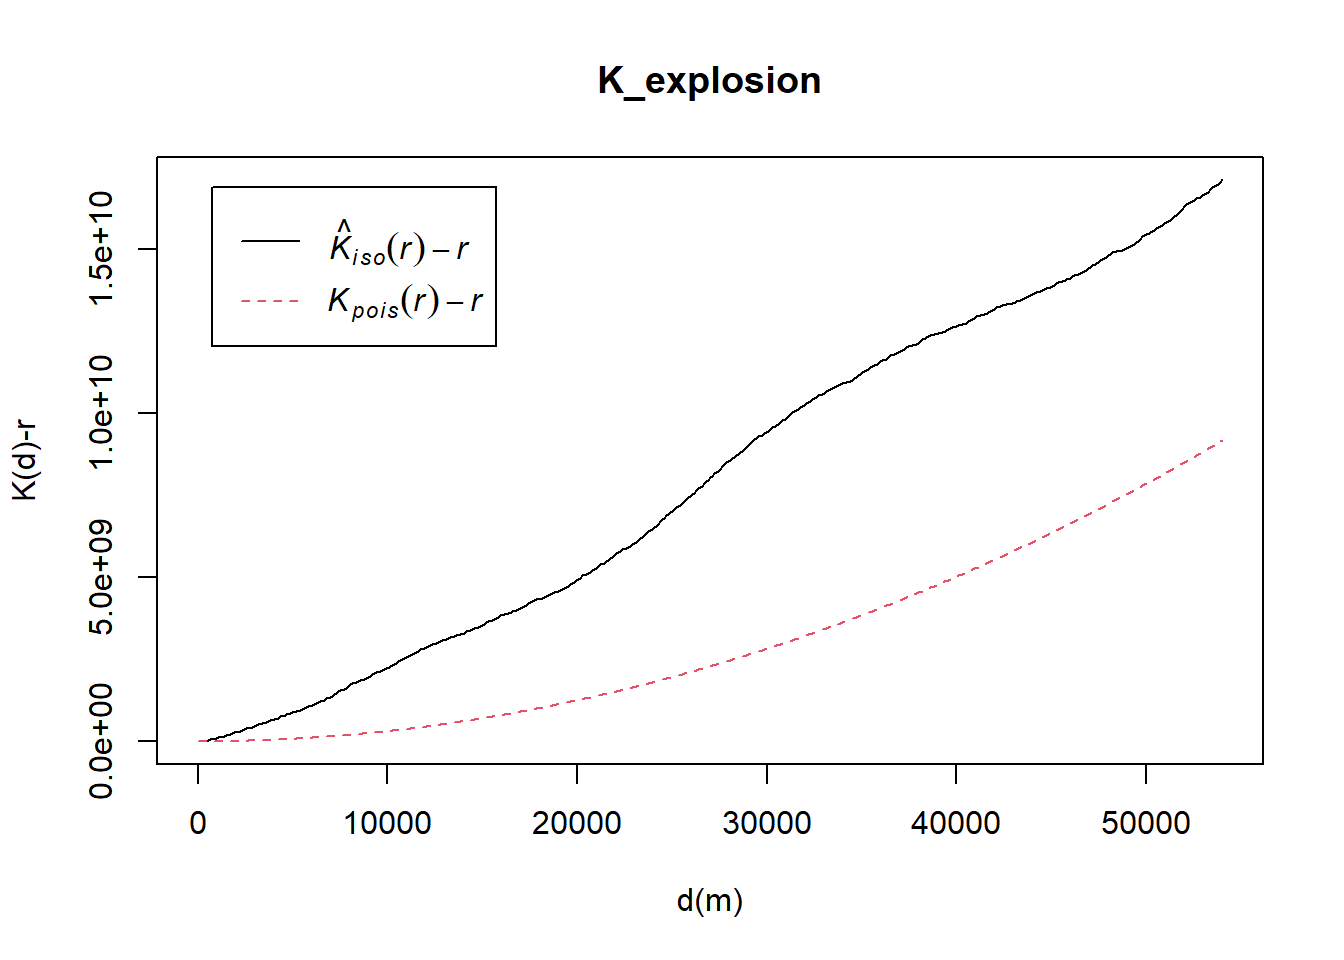 K_explosion
K(d)-r
1.5e+10
1.0e+10
5.0e+09
0.0e+00
K̂iso(r) − r
Kpois(r) − r
0 10000 20000 30000 40000 50000
d(m)